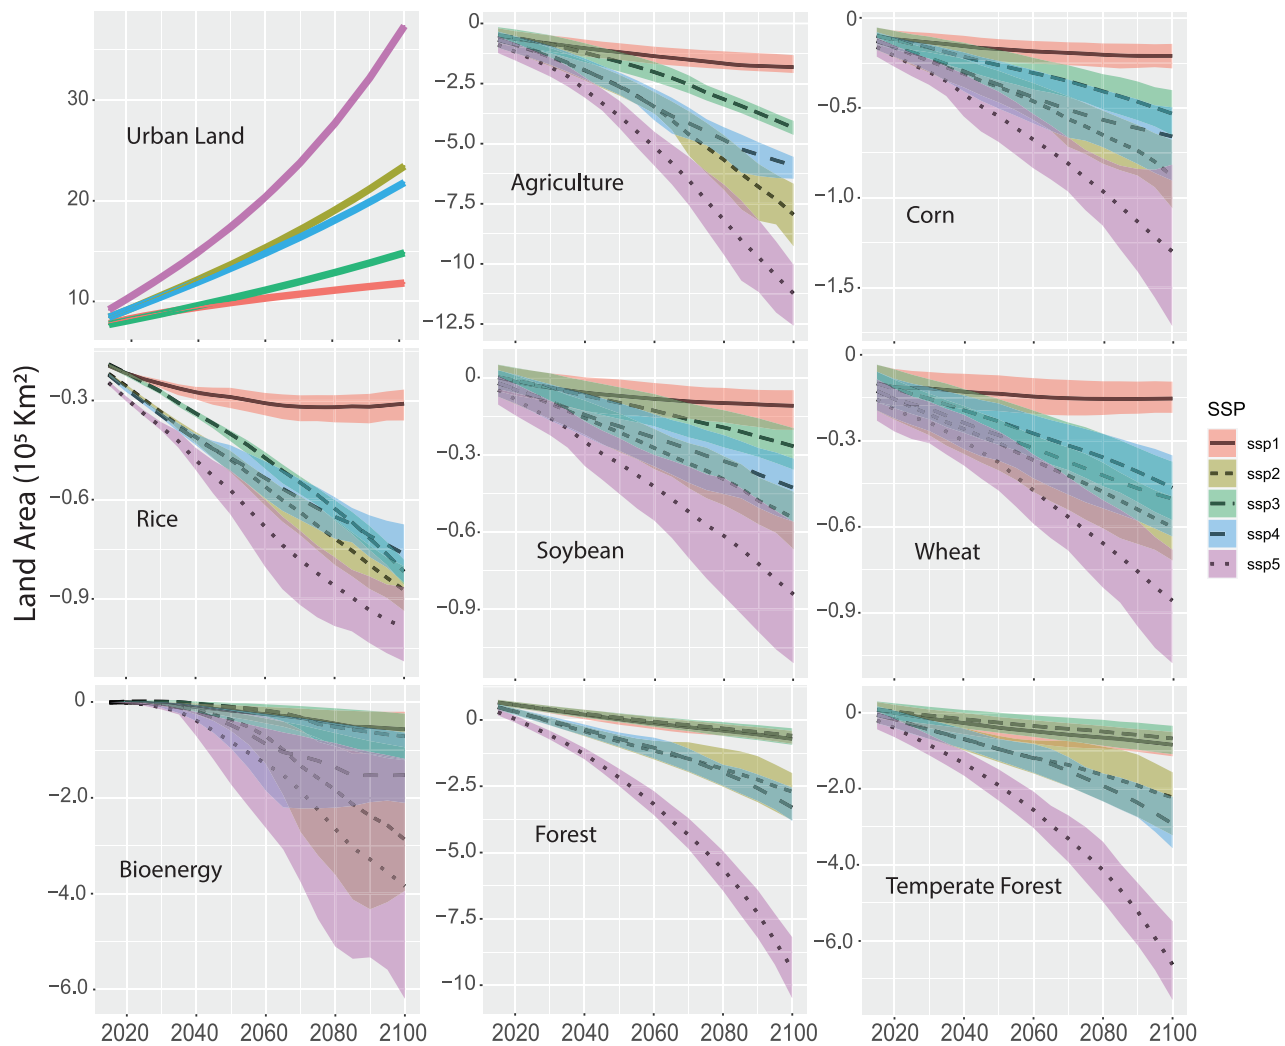 Land Area (10⁵ Km²)
30
20
10
Urban Land
0
−2.5
−5.0
−7.5
−10
−12.5
Agriculture
0
−0.5
−1.0
−1.5
Corn
−0.3
−0.6
−0.9
Rice
0
−0.3
−0.6
−0.9
Soybean
0
−0.3
−0.6
−0.9
Wheat
SSP
ssp1
ssp2
ssp3
ssp4
ssp5
0
−2.0
−4.0
−6.0
Bioenergy
2020 2040 2060 2080 2100
0
−2.5
−5.0
−7.5
−10
Forest
2020 2040 2060 2080 2100
0.0
−2.0
−4.0
−6.0
Temperate Forest
2020 2040 2060 2080 2100